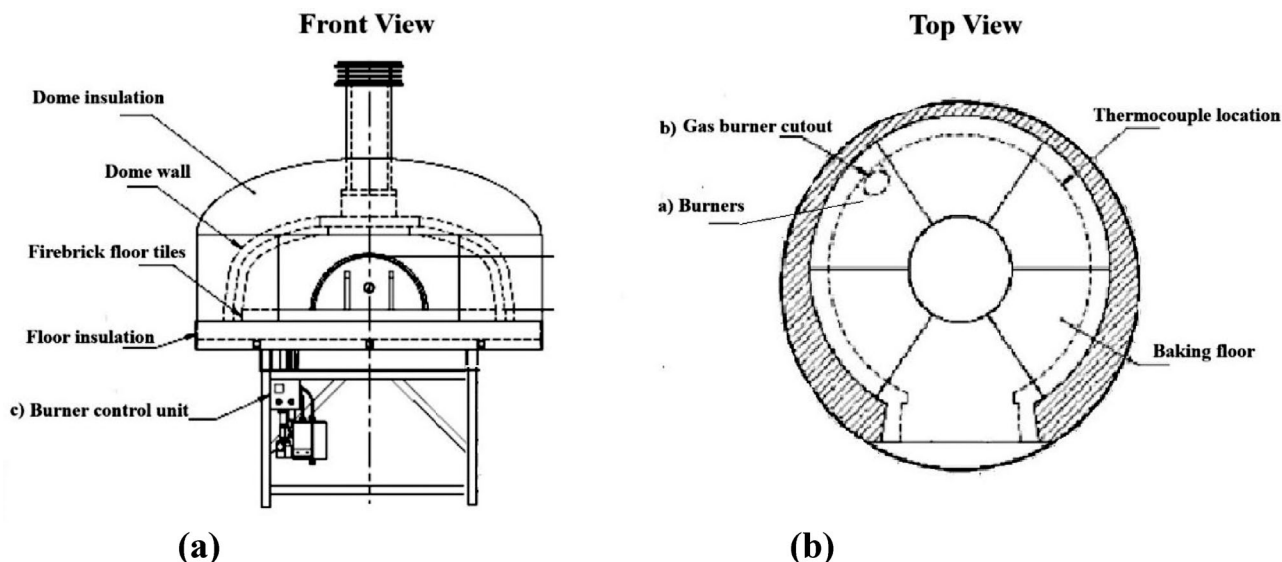 Front View
Dome insulation
Dome wall
Firebrick floor tiles
Floor insulation
c) Burner control unit
(a)
Top View
Thermocouple location
b) Gas burner cutout
a) Burners
Baking floor
(b)